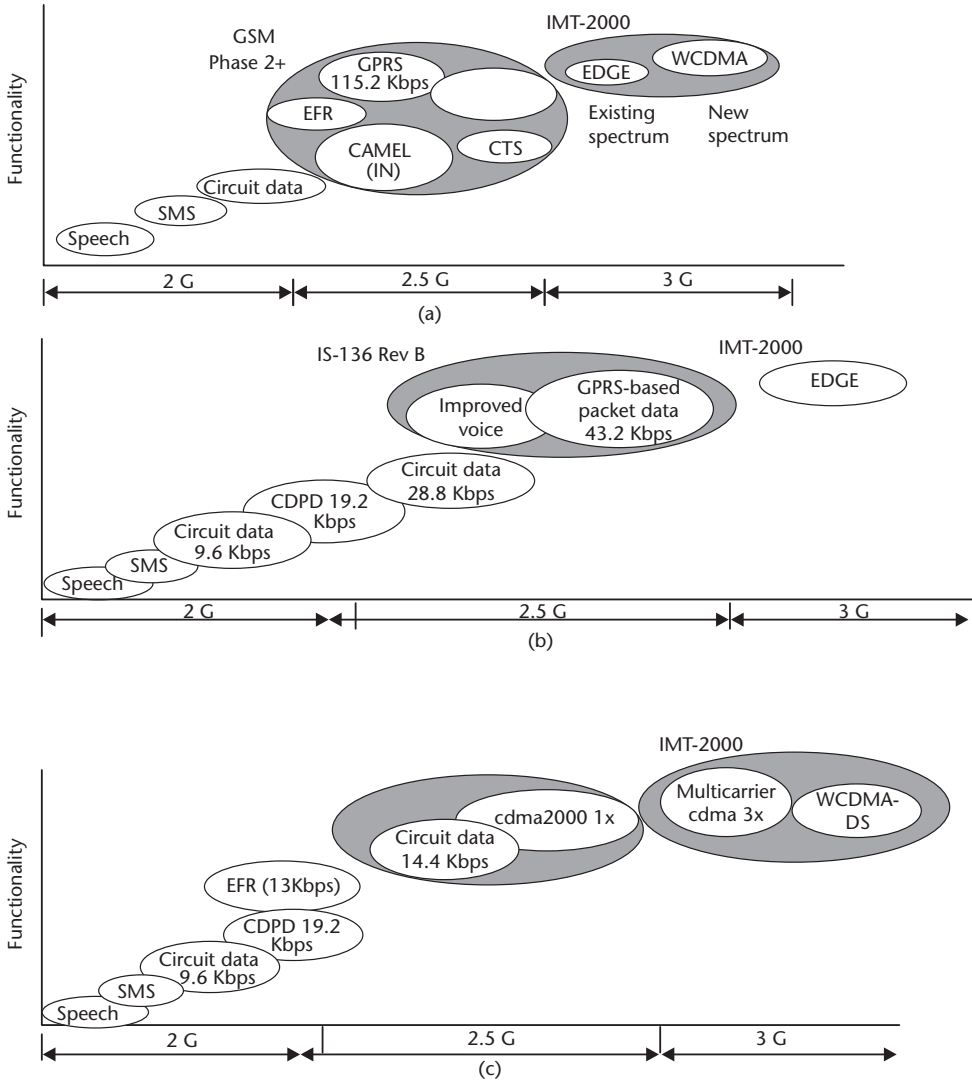 IMT-2000
GSM
Phase 2+
GPRS
115.2 Kbps
WCDMA
EDGE
EFR
Existing
spectrum
New
spectrum
CAMEL
(IN)
CTS
Circuit data
SMS
Speech
Functionality
2 G
2.5 G
3 G
(a)
IS-136 Rev B
IMT-2000
EDGE
Improved
voice
GPRS-based
packet data
43.2 Kbps
Circuit data
28.8 Kbps
CDPD 19.2
Kbps
Circuit data
9.6 Kbps
SMS
Speech
Functionality
2 G
2.5 G
3 G
(b)
IMT-2000
Multicarrier
cdma 3x
WCDMA-
DS
cdma2000 1x
Circuit data
14.4 Kbps
EFR (13Kbps)
CDPD 19.2
Kbps
Circuit data
9.6 Kbps
SMS
Speech
Functionality
2 G
2.5 G
3 G
(c)